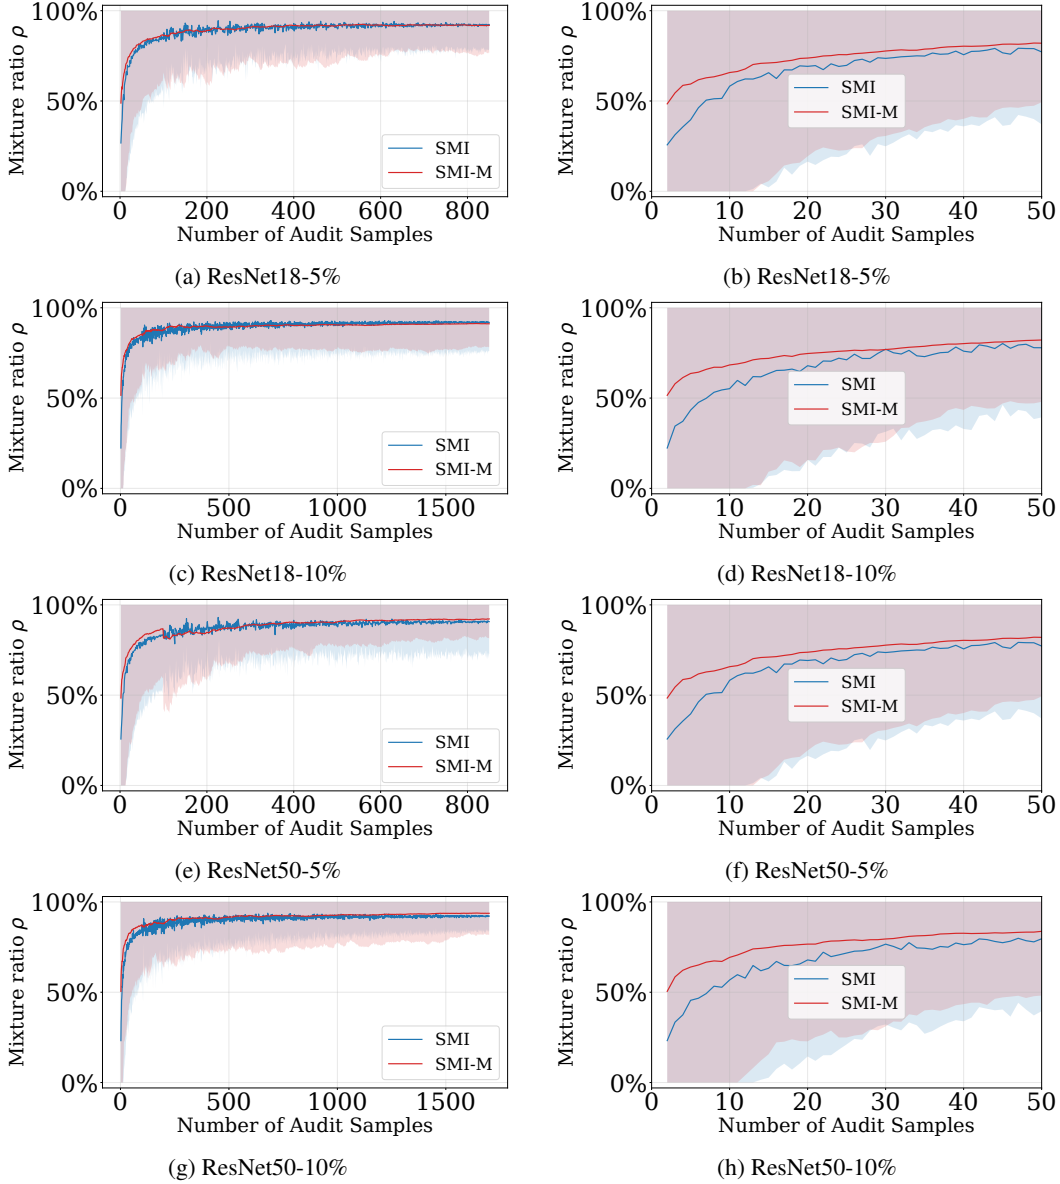 100%
50%
0%
Mixture ratio ρ
SMI
SMI-M
0 200 400 600 800
Number of Audit Samples
(a) ResNet18-5%
100%
50%
0%
Mixture ratio ρ
SMI
SMI-M
0 10 20 30 40 50
Number of Audit Samples
(b) ResNet18-5%
100%
50%
0%
Mixture ratio ρ
SMI
SMI-M
0 500 1000 1500
Number of Audit Samples
(c) ResNet18-10%
100%
50%
0%
Mixture ratio ρ
SMI
SMI-M
0 10 20 30 40 50
Number of Audit Samples
(d) ResNet18-10%
100%
50%
0%
Mixture ratio ρ
SMI
SMI-M
0 200 400 600 800
Number of Audit Samples
(e) ResNet50-5%
100%
50%
0%
Mixture ratio ρ
SMI
SMI-M
0 10 20 30 40 50
Number of Audit Samples
(f) ResNet50-5%
100%
50%
0%
Mixture ratio ρ
SMI
SMI-M
0 500 1000 1500
Number of Audit Samples
(g) ResNet50-10%
100%
50%
0%
Mixture ratio ρ
SMI
SMI-M
0 10 20 30 40 50
Number of Audit Samples
(h) ResNet50-10%